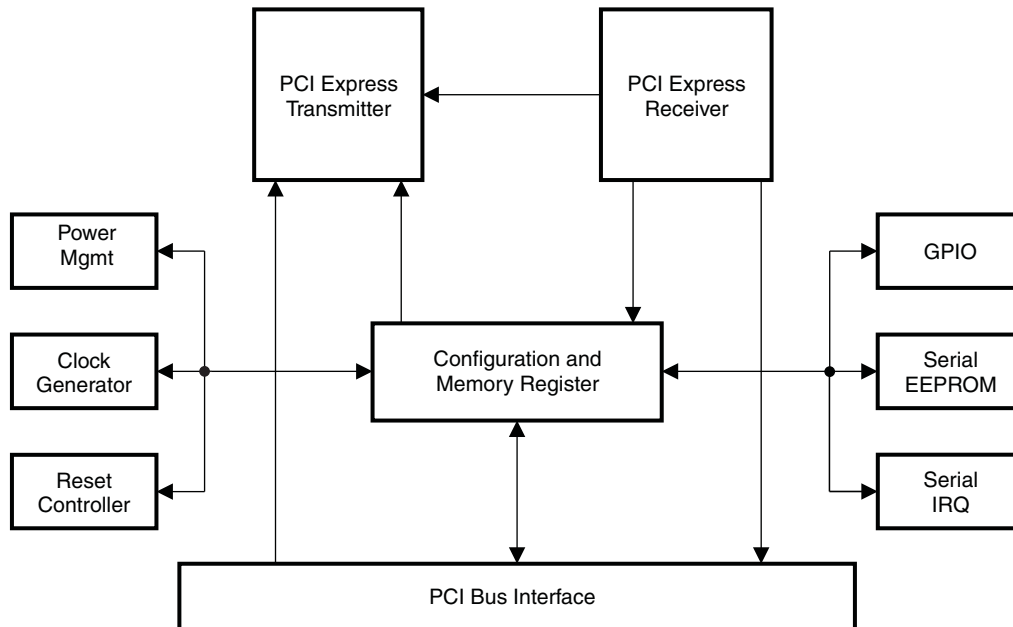 PCI Express
Transmitter
PCI Express
Receiver
Power
Mgmt
GPIO
Clock
Generator
Configuration and
Memory Register
Serial
EEPROM
Reset
Controller
Serial
IRQ
PCI Bus Interface